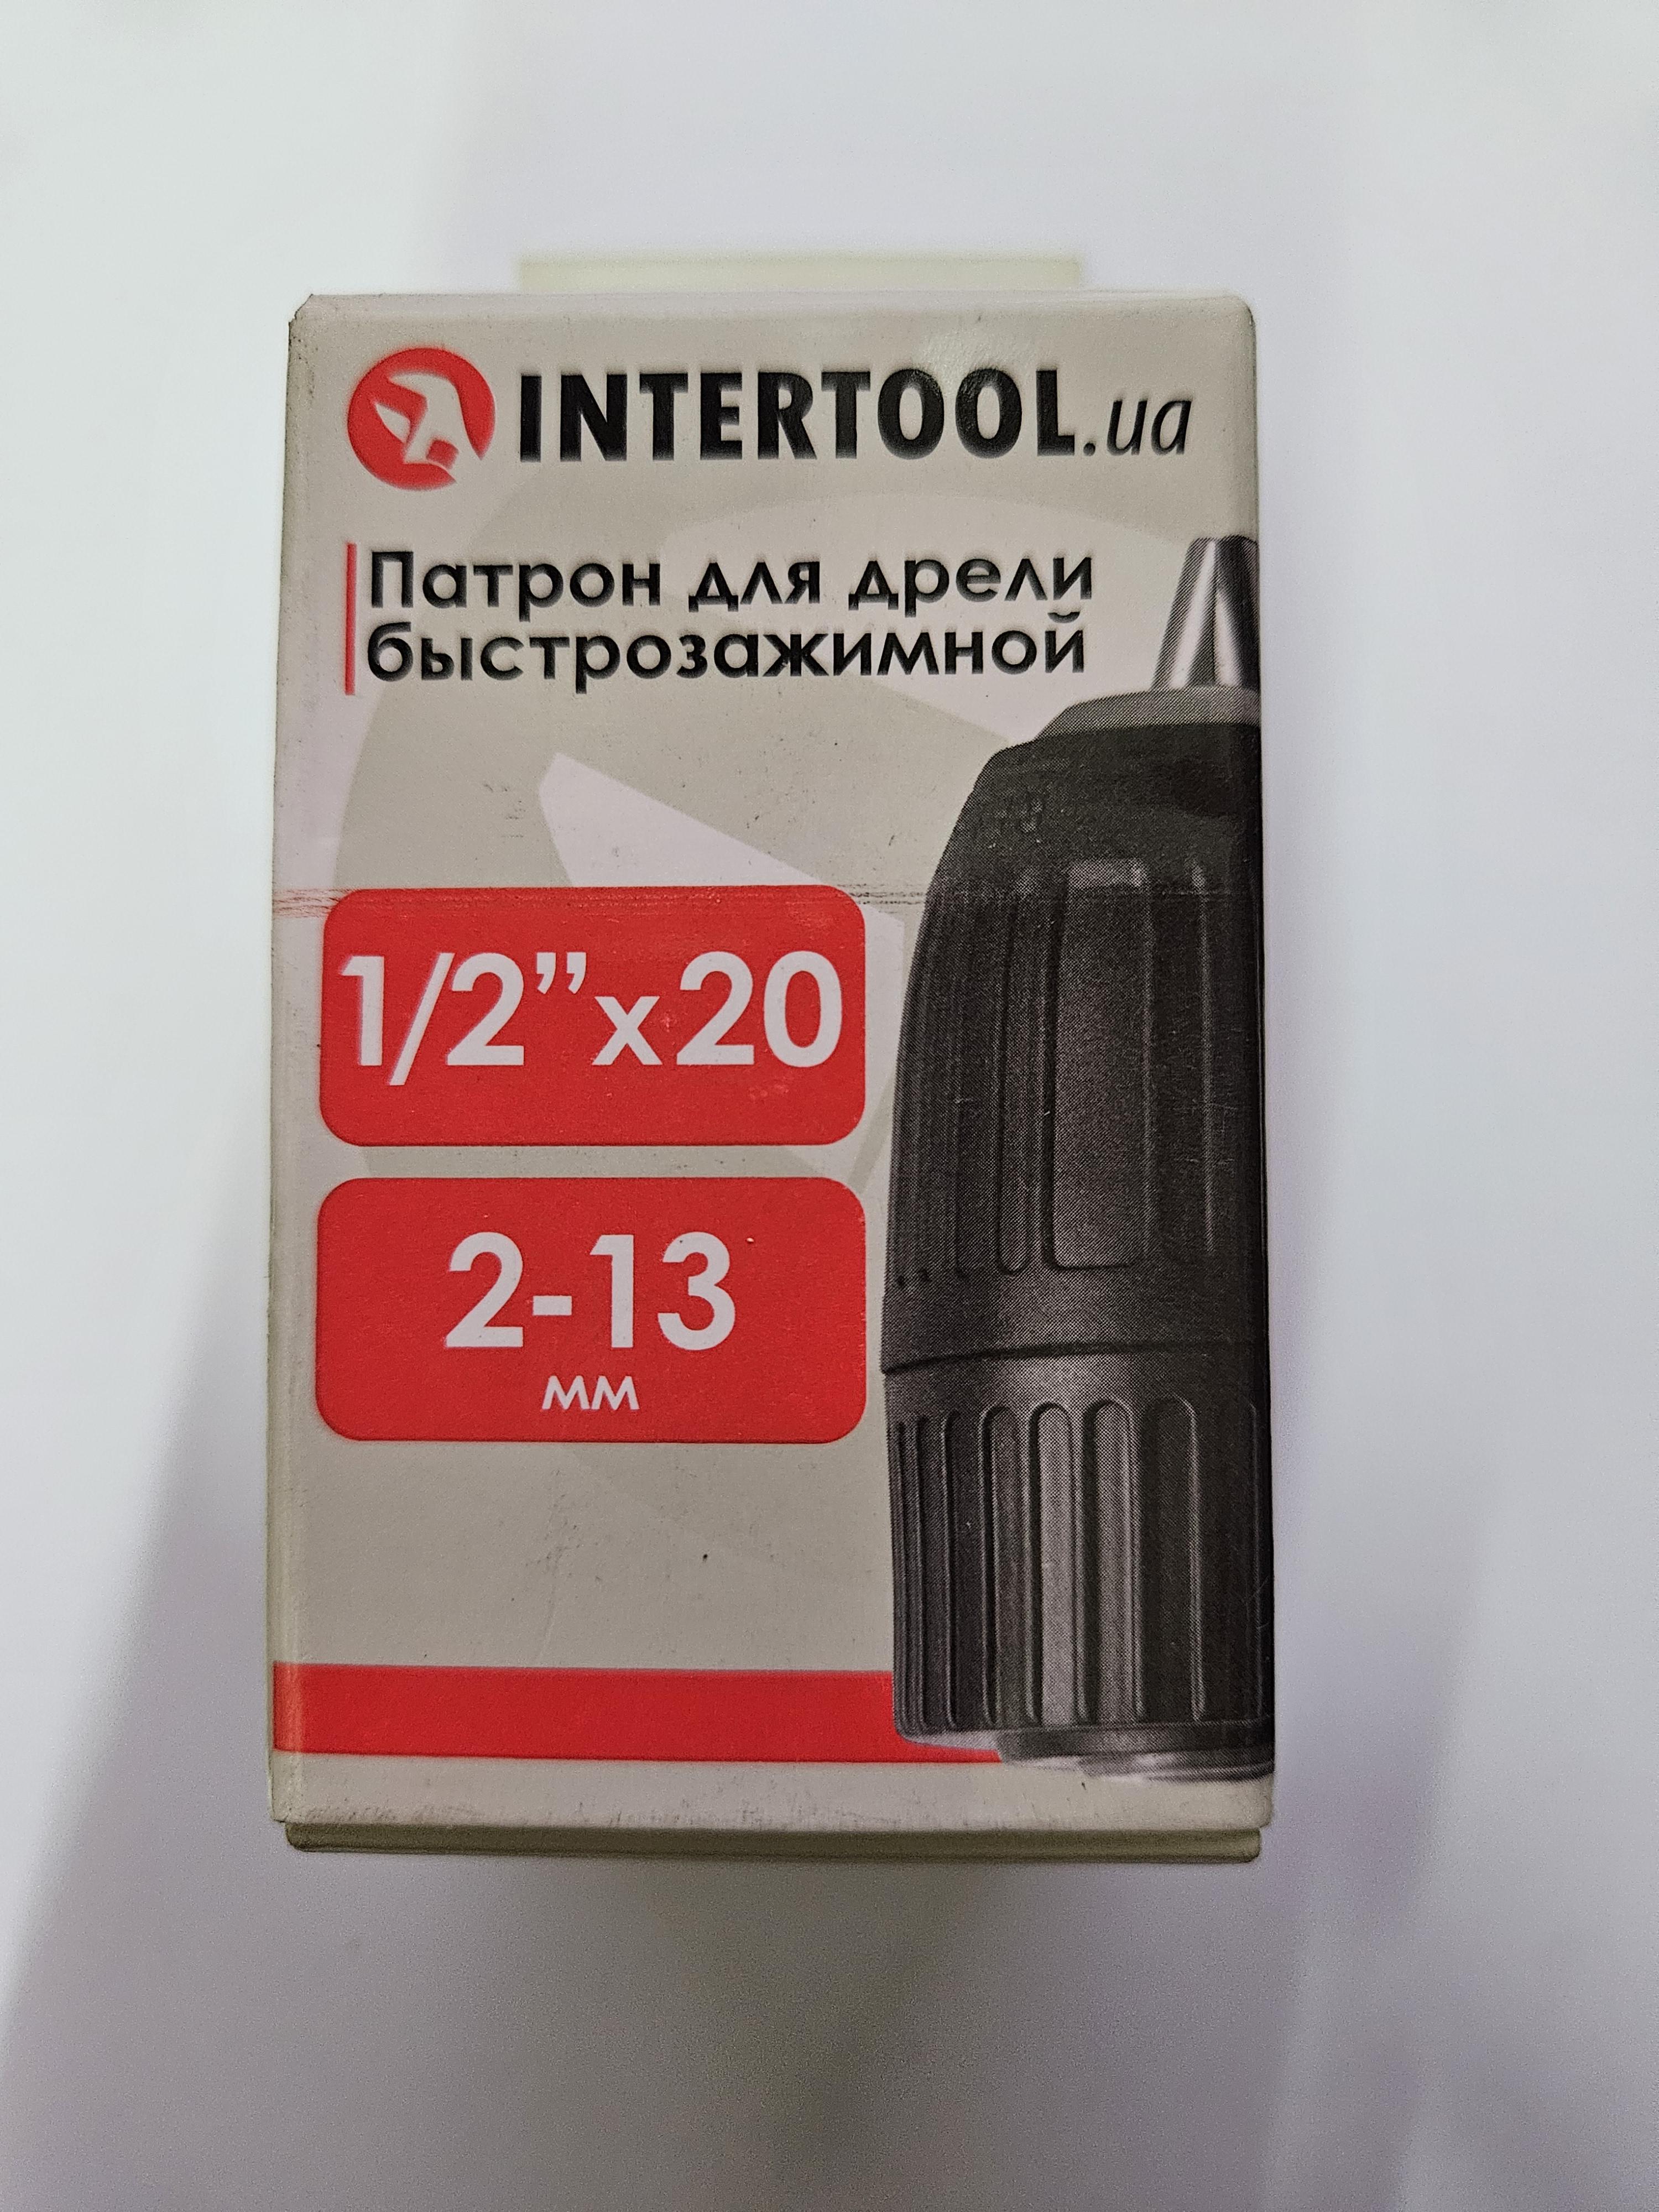 INTERTOOL.ua
Патрон для дрели
быстрозажимной
1/2”x20
2-13
мм